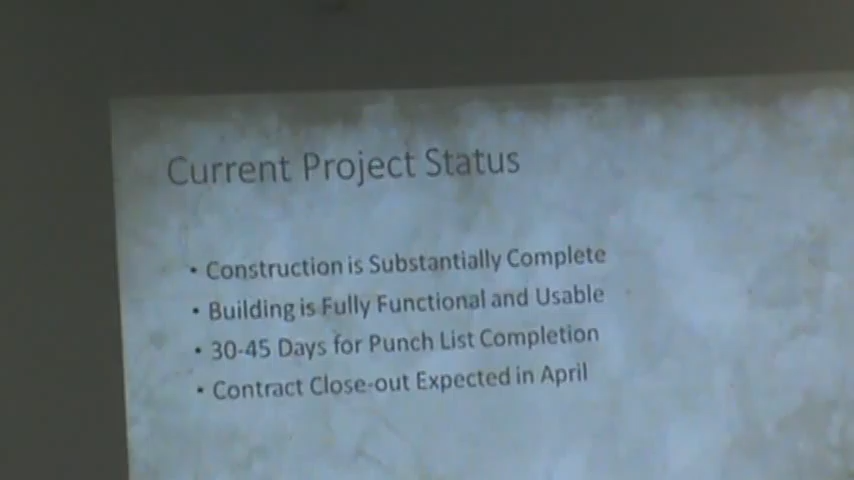 Current Project Status
• Construction is Substantially Complete
• Building is Fully Functional and Usable
• 30-45 Days for Punch List Completion
• Contract Close-out Expected in April